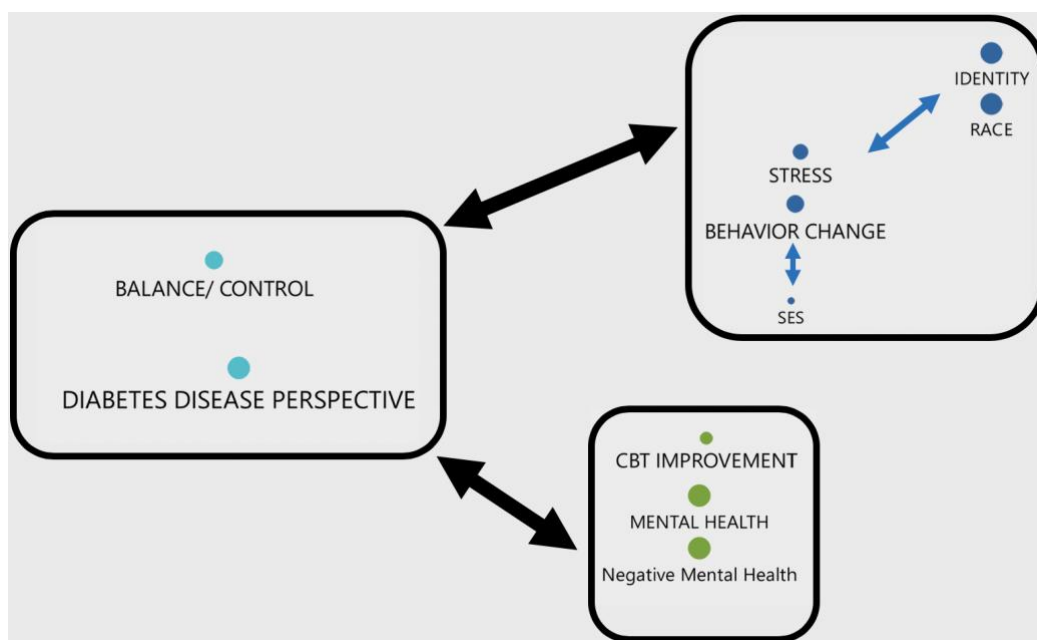 IDENTITY
RACE
STRESS
BEHAVIOR CHANGE
SES
BALANCE/ CONTROL
DIABETES DISEASE PERSPECTIVE
CBT IMPROVEMENT
MENTAL HEALTH
Negative Mental Health